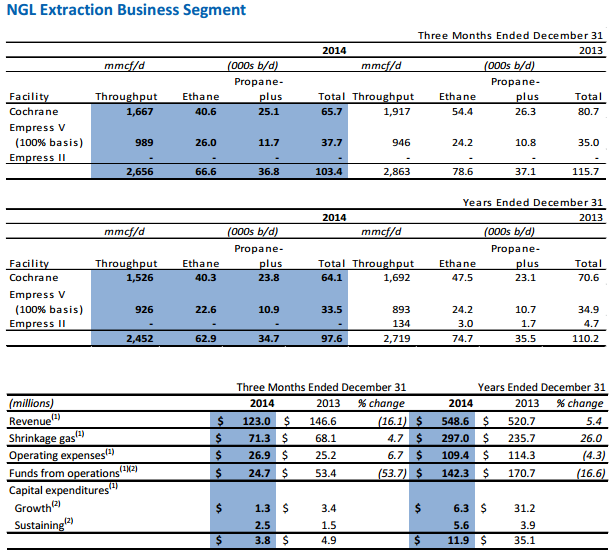 NGL Extraction Business Segment
Three Months Ended December 31
2014 2013
mmcf/d (000s b/d) mmcf/d (000s b/d)
Propane- Propane-
Facility Throughput Ethane plus Total Throughput Ethane plus Total
Cochrane 1,667 40.6 25.1 65.7 1,917 54.4 26.3 80.7
Empress V
(100% basis) 989 26.0 11.7 37.7 946 24.2 10.8 35.0
Empress II - - - - - - - -
2,656 66.6 36.8 103.4 2,863 78.6 37.1 115.7
Years Ended December 31
2014 2013
mmcf/d (000s b/d) mmcf/d (000s b/d)
Propane- Propane-
Facility Throughput Ethane plus Total Throughput Ethane plus Total
Cochrane 1,526 40.3 23.8 64.1 1,692 47.5 23.1 70.6
Empress V
(100% basis) 926 22.6 10.9 33.5 893 24.2 10.7 34.9
Empress II - - - - 134 3.0 1.7 4.7
2,452 62.9 34.7 97.6 2,719 74.7 35.5 110.2
Three Months Ended December 31 Years Ended December 31
(millions) 2014 2013 % change 2014 2013 % change
Revenue(1) $ 123.0 $ 146.6 (16.1) $ 548.6 $ 520.7 5.4
Shrinkage gas(1) $ 71.3 $ 68.1 4.7 $ 297.0 $ 235.7 26.0
Operating expenses(1) $ 26.9 $ 25.2 6.7 $ 109.4 $ 114.3 (4.3)
Funds from operations(1)(2) $ 24.7 $ 53.4 (53.7) $ 142.3 $ 170.7 (16.6)
Capital expenditures(1)
Growth(2) $ 1.3 $ 3.4 $ 6.3 $ 31.2
Sustaining(2) 2.5 1.5 5.6 3.9
$ 3.8 $ 4.9 $ 11.9 $ 35.1